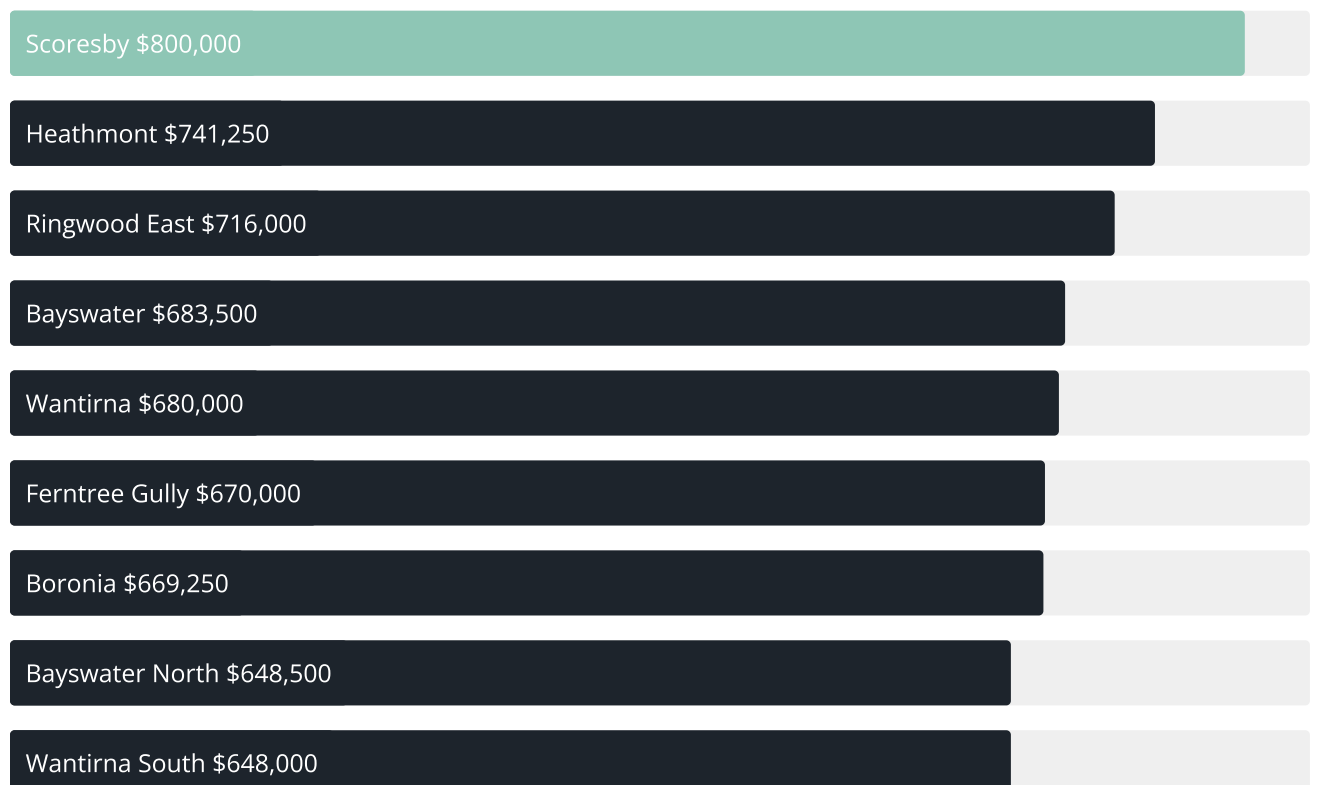 Scoresby $800,000
Heathmont $741,250
Ringwood East $716,000
Bayswater $683,500
Wantirna $680,000
Ferntree Gully $670,000
Boronia $669,250
Bayswater North $648,500
Wantirna South $648,000